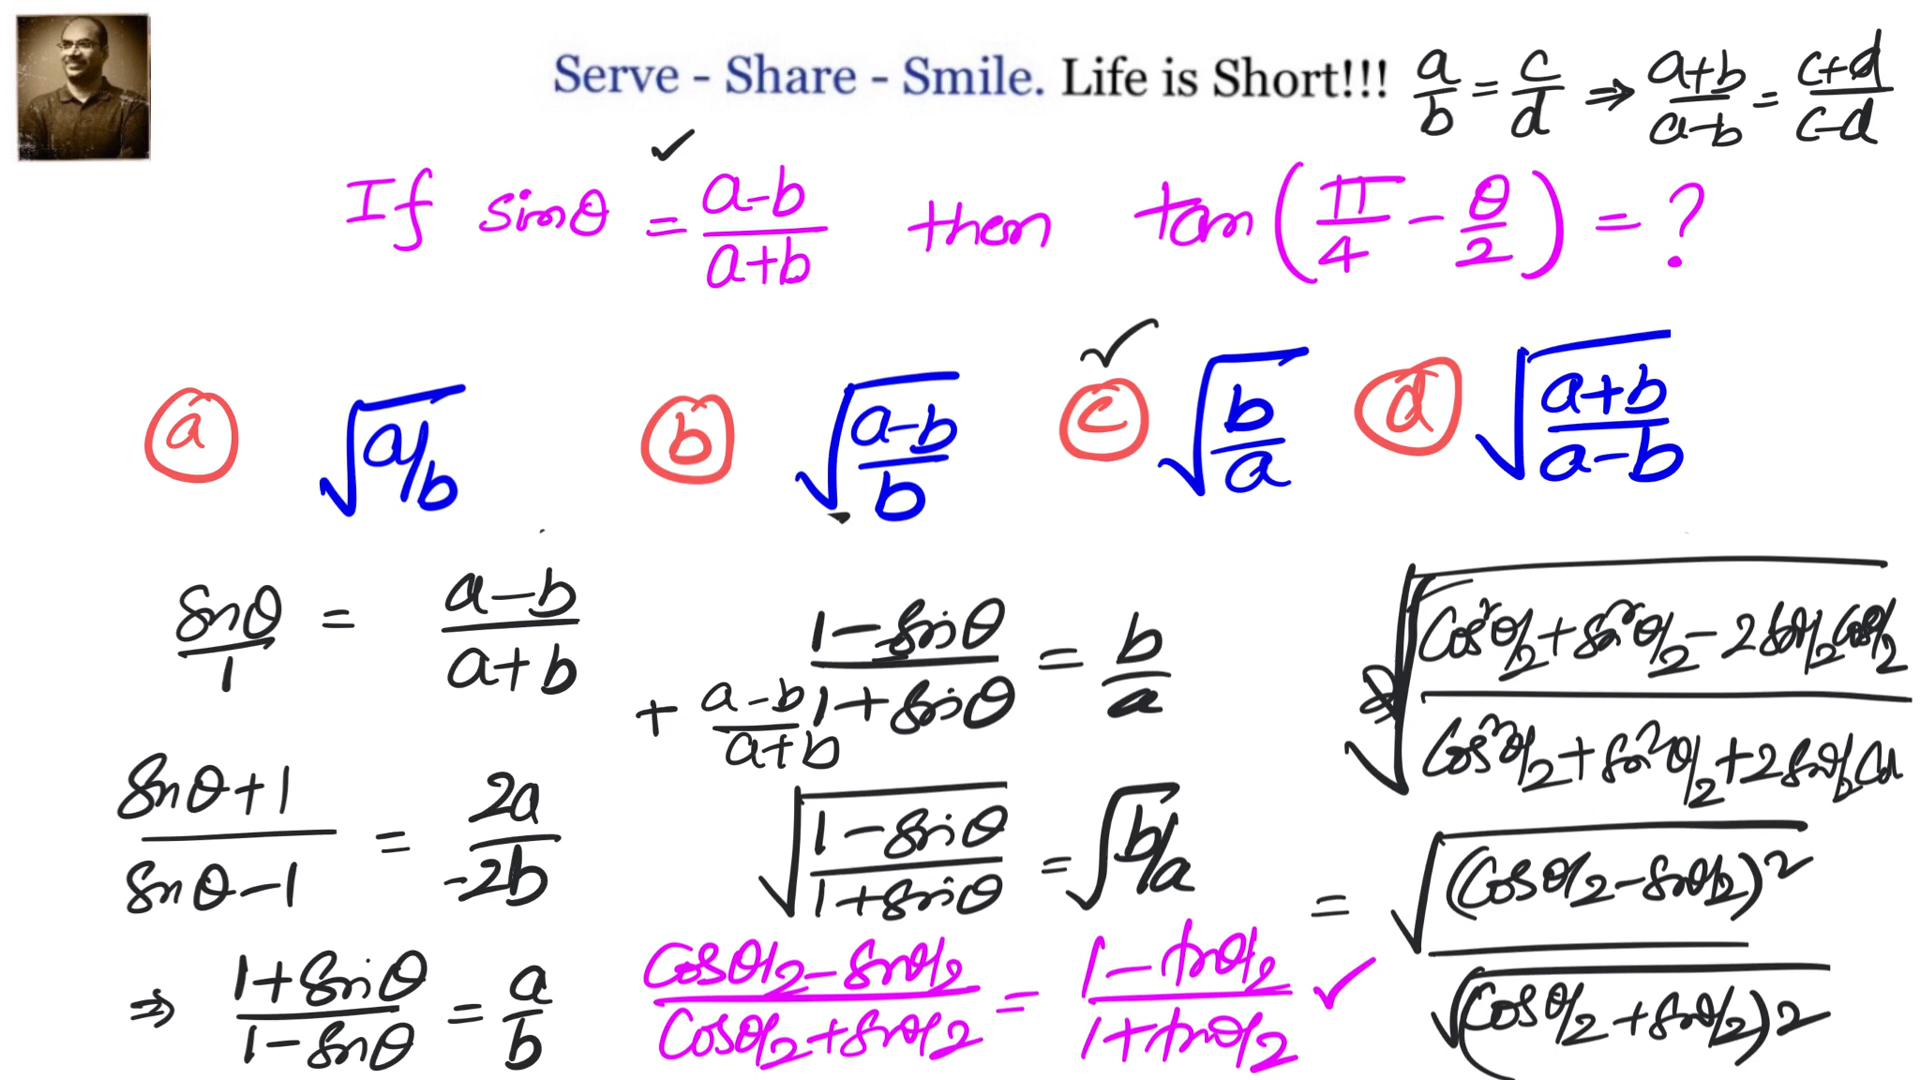 Serve - Share - Smile. Life is Short!!! a/b = c/d ⇒ (a+b)/(a-b) = (c+d)/(c-d)
If sinθ = (a-b)/(a+b) then tan(π/4 - θ/2) = ?
(a) √(a/b) (b) √((a-b)/b) (c) √(b/a) (d) √((a+b)/(a-b))
sinθ/1 = (a-b)/(a+b)
(sinθ+1)/(sinθ-1) = 2a/-2b
⇒ (1+sinθ)/(1-sinθ) = a/b
(1-sinθ)/(1+sinθ) = b/a
+ (a-b)/(a+b)
√((1-sinθ)/(1+sinθ)) = √(b/a)
(Cosθ/2 - sinθ/2)/(Cosθ/2 + sinθ/2) = (1 - tanθ/2)/(1 + tanθ/2)
√((Cos²θ/2 + sin²θ/2 - 2sinθ/2 cosθ/2)/(Cos²θ/2 + sin²θ/2 + 2sinθ/2 Cos
= √(Cosθ/2 - sinθ/2)²/√(Cosθ/2 + sinθ/2)²